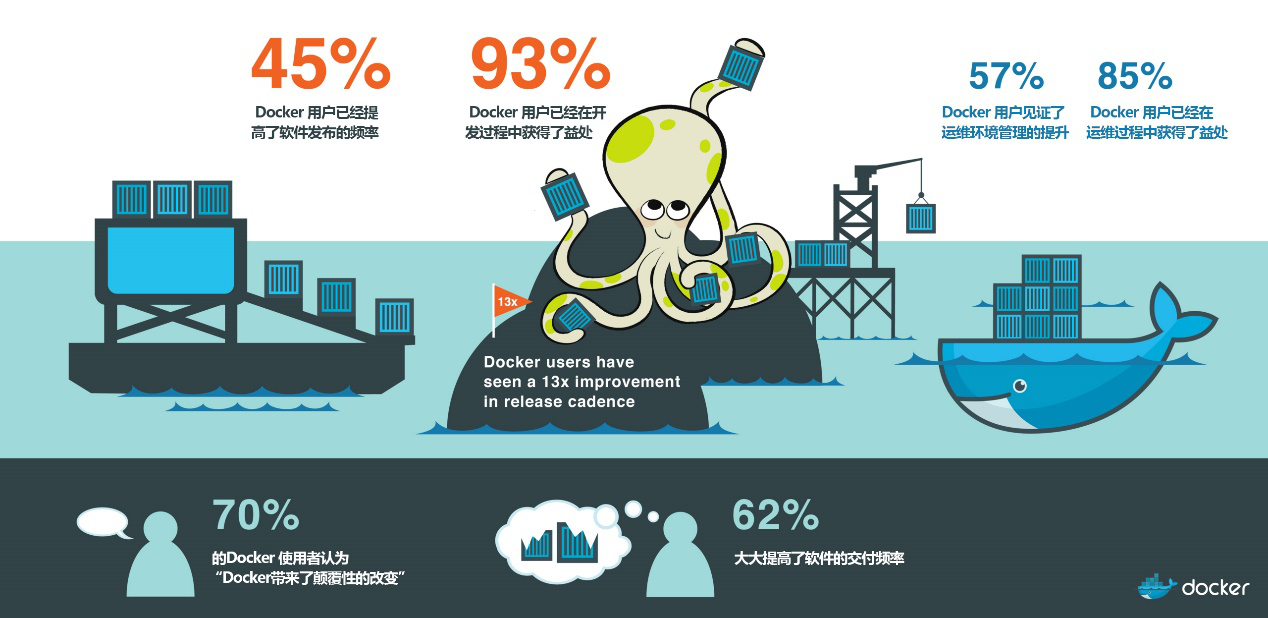 45%
Docker 用户已经提
高了软件发布的频率
93%
Docker 用户已经在开
发过程中获得了益处
57%
Docker 用户见证了
运维环境管理的提升
85%
Docker 用户已经在
运维过程中获得了益处
13x
Docker users have
seen a 13x improvement
in release cadence
70%
的Docker 使用者认为
“Docker带来了颠覆性的改变”
62%
大大提高了软件的交付频率
docker